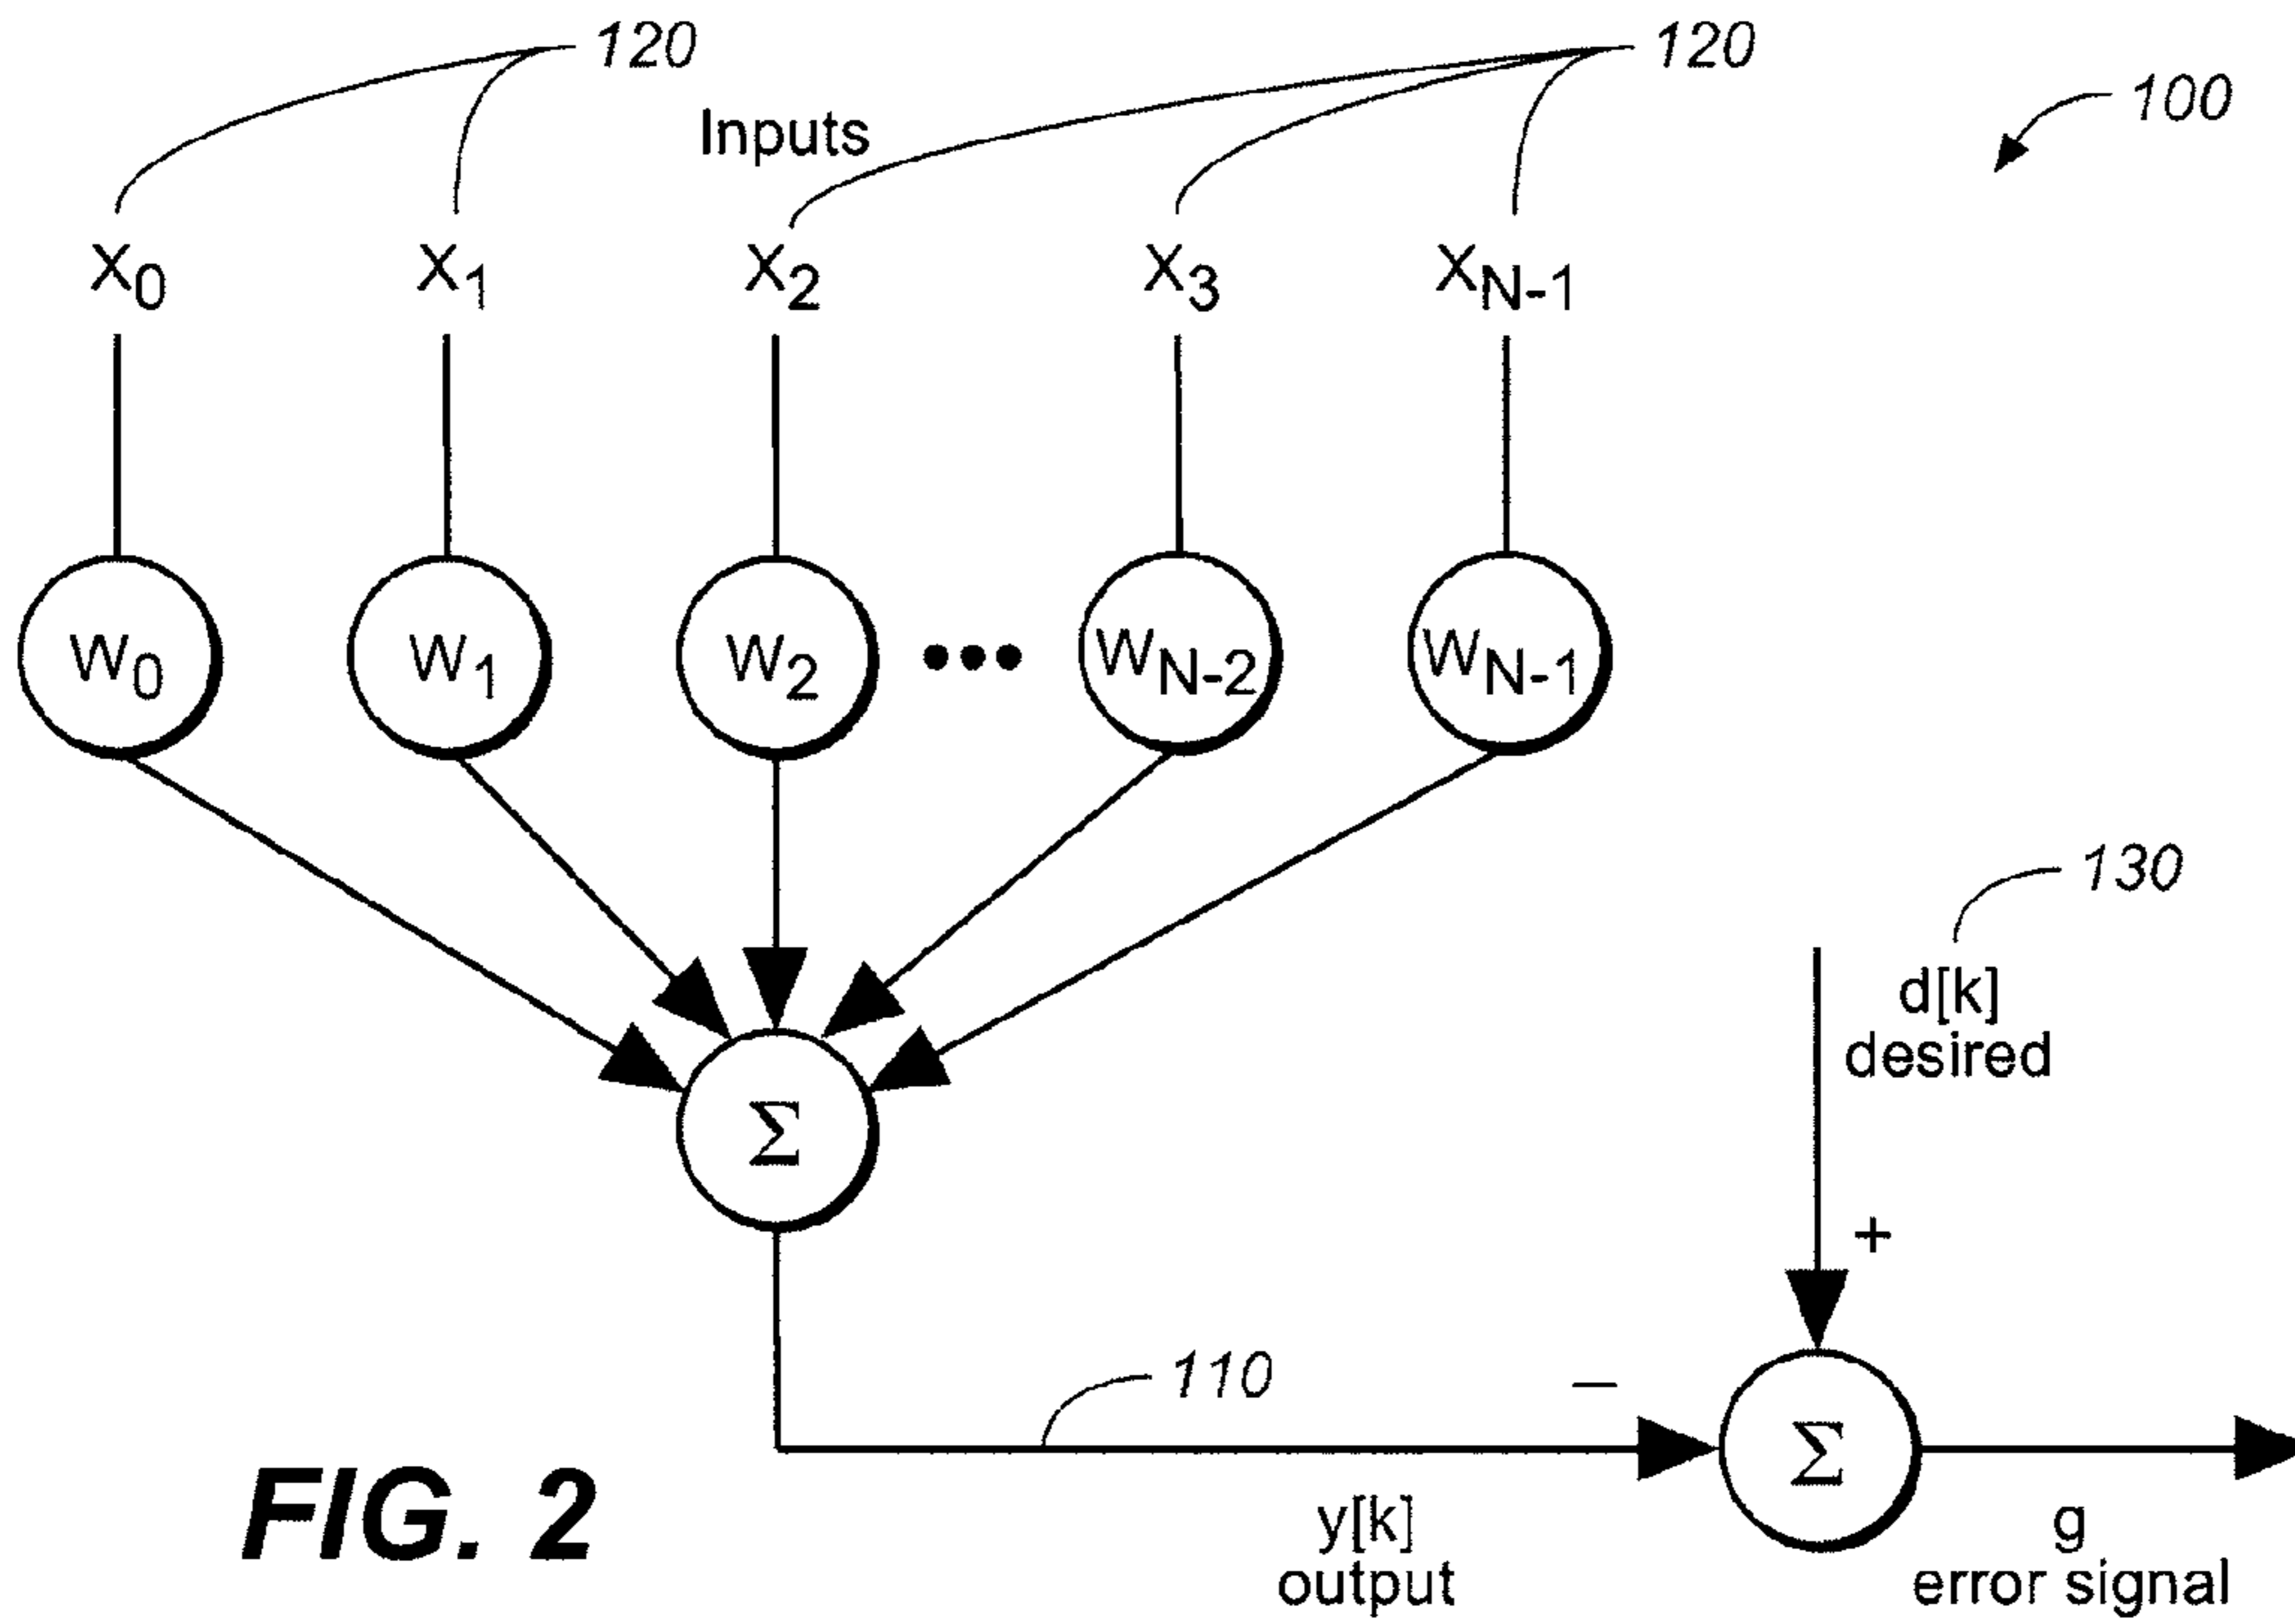 120
120
100
Inputs
x0 x1 x2 x3 xN-1
w0 w1 w2 ••• wN-2 wN-1
130
d[k]
desired
Σ
+
110
–
Σ
FIG. 2
y[k]
output
g
error signal